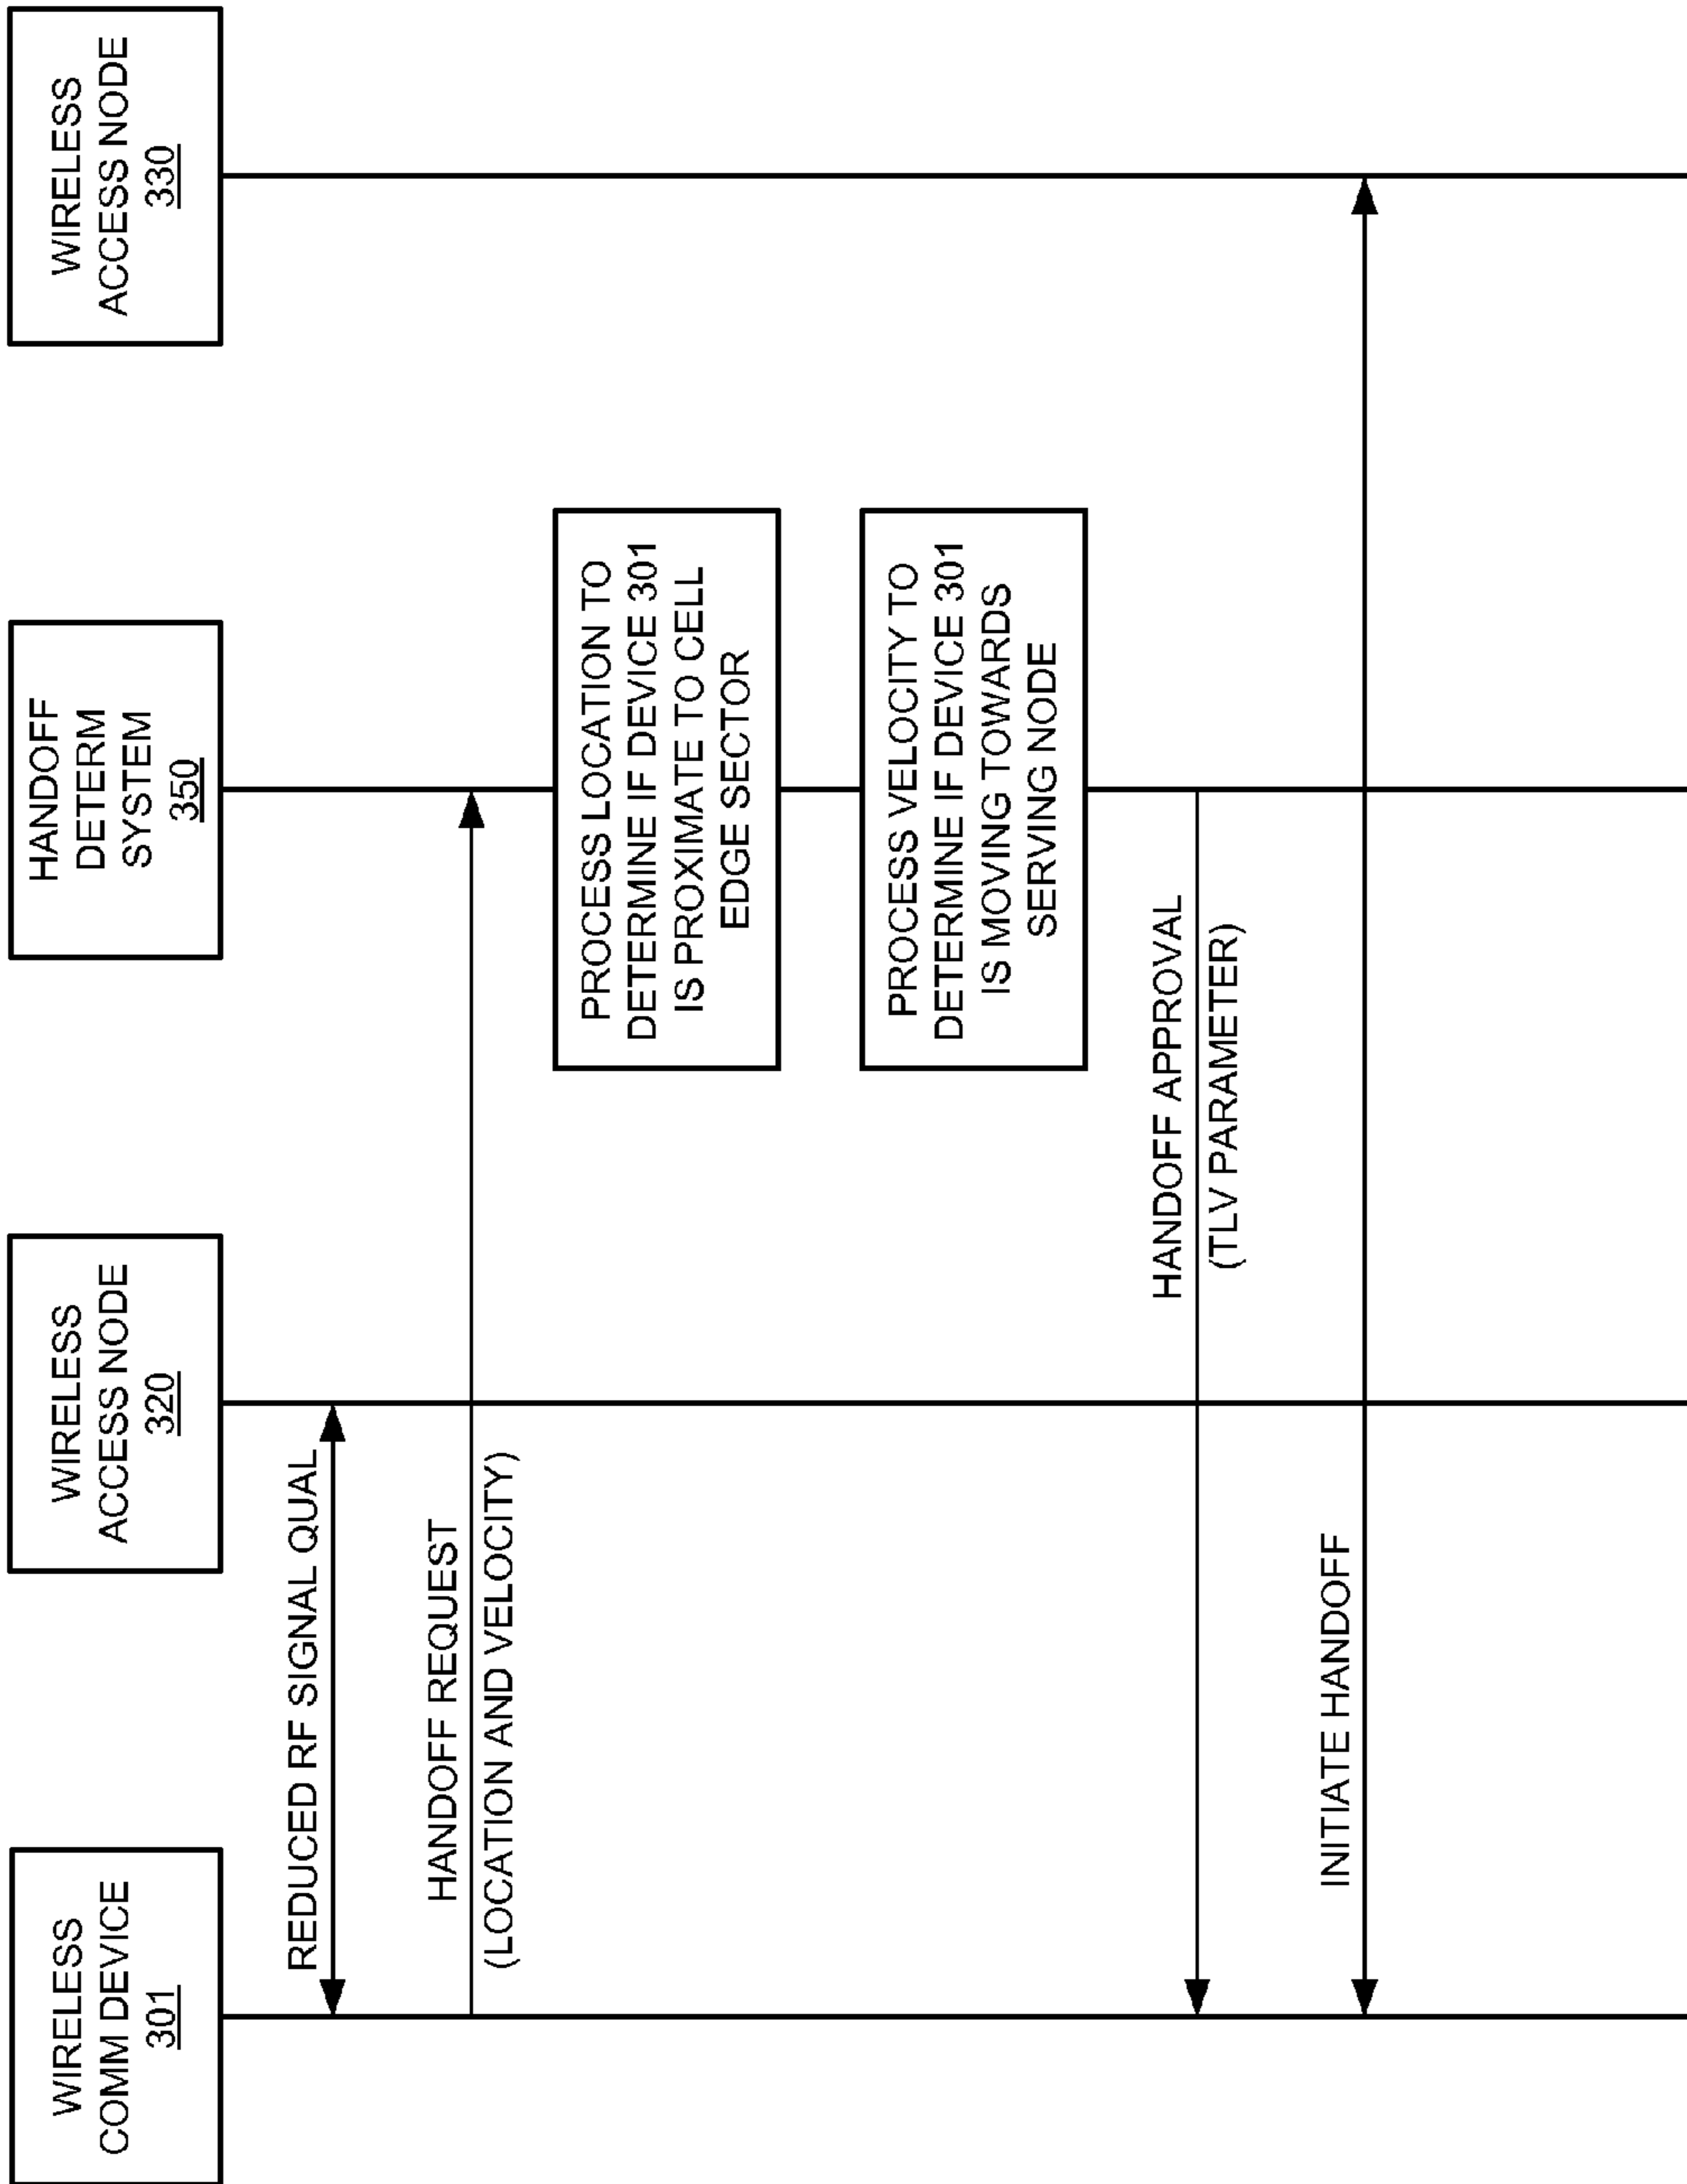 WIRELESS
COMM DEVICE
301
WIRELESS
ACCESS NODE
320
HANDOFF
DETERM
SYSTEM
350
WIRELESS
ACCESS NODE
330
REDUCED RF SIGNAL QUAL
HANDOFF REQUEST
(LOCATION AND VELOCITY)
PROCESS LOCATION TO
DETERMINE IF DEVICE 301
IS PROXIMATE TO CELL
EDGE SECTOR
PROCESS VELOCITY TO
DETERMINE IF DEVICE 301
IS MOVING TOWARDS
SERVING NODE
HANDOFF APPROVAL
(TLV PARAMETER)
INITIATE HANDOFF